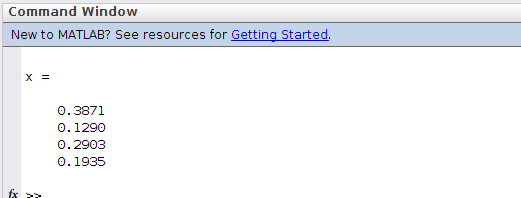 Command Window
New to MATLAB? See resources for Getting Started.
x =
0.3871
0.1290
0.2903
0.1935
fx >>